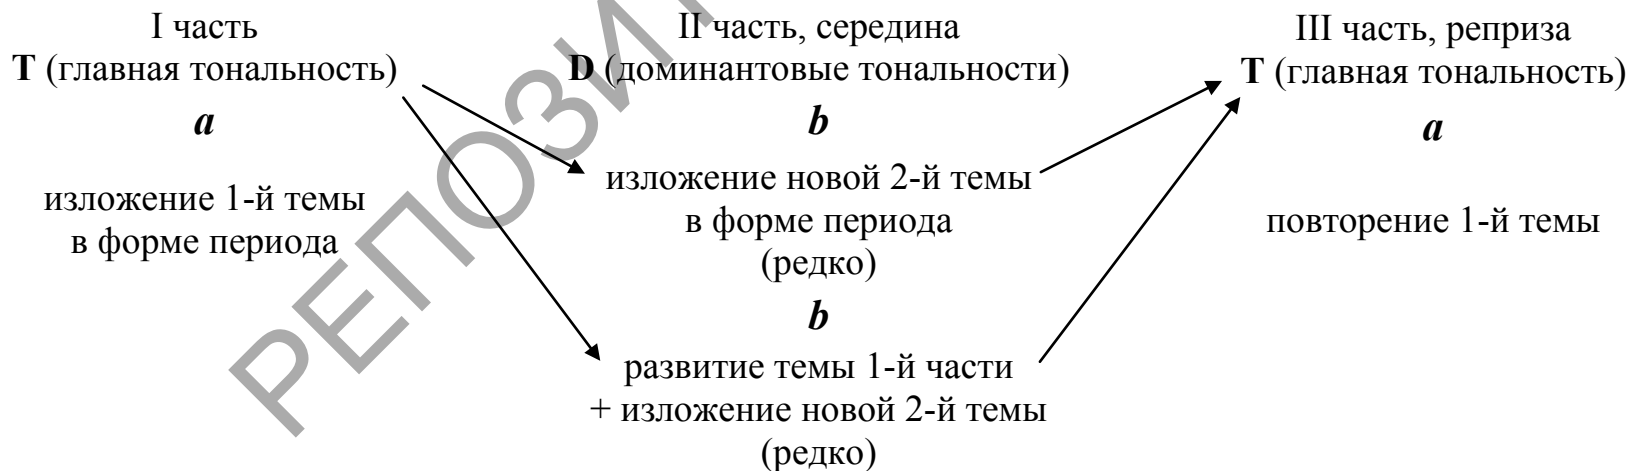 I часть
T (главная тональность)
a
изложение 1-й темы
в форме периода
II часть, середина
D (доминантовые тональности)
b
изложение новой 2-й темы
в форме периода
(редко)
b
развитие темы 1-й части
+ изложение новой 2-й темы
(редко)
III часть, реприза
T (главная тональность)
a
повторение 1-й темы
РЕПОЗИ